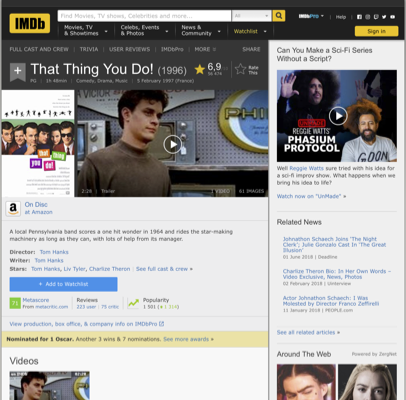 IMDb
Find Movies, TV shows, Celebrities and more...
All
IMDbPro
Help
Movies, TV
& Showtimes
Celebs, Events
& Photos
News &
Community
Watchlist
Sign in
FULL CAST AND CREW | TRIVIA | USER REVIEWS | IMDbPro | MORE
SHARE
That Thing You Do! (1996)
6,9
Rate
This
PG | 1h 48min | Comedy, Drama, Music | 5 February 1997 (France)
that thing you do!
2:28 | Trailer
1 VIDEO
61 IMAGES
On Disc
at Amazon
A local Pennsylvania band scores a one hit wonder in 1964 and rides the star-making
machinery as long as they can, with lots of help from its manager.
Director: Tom Hanks
Writer: Tom Hanks
Stars: Tom Hanks, Liv Tyler, Charlize Theron | See full cast & crew »
+ Add to Watchlist
71
Metascore
From metacritic.com
Reviews
223 user | 75 critic
Popularity
View production, box office, & company info on IMDbPro
Nominated for 1 Oscar. Another 3 wins & 7 nominations. See more awards »
Videos
Can You Make a Sci-Fi Series
Without a Script?
REGGIE WATTS'
PHASIUM
PROTOCOL
Well Reggie Watts sure tried with his idea for
a sci-fi improv show. What happens when we
bring his idea to life?
Watch now on "UnMade" »
Related News
Johnathon Schaech Joins 'The Night
Clerk'; Julie Gonzalo Cast In 'The
Great Illusion'
01 June 2018 | Deadline
Charlize Theron Bio: In Her Own Words –
Video Exclusive, News, Photos
02 February 2018 | Uinterview
Actor Johnathon Schaech: I Was
Molested by Director Franco Zeffirelli
11 January 2018 | PEOPLE.com
See all related articles »
Around The Web
Powered by ZergNet